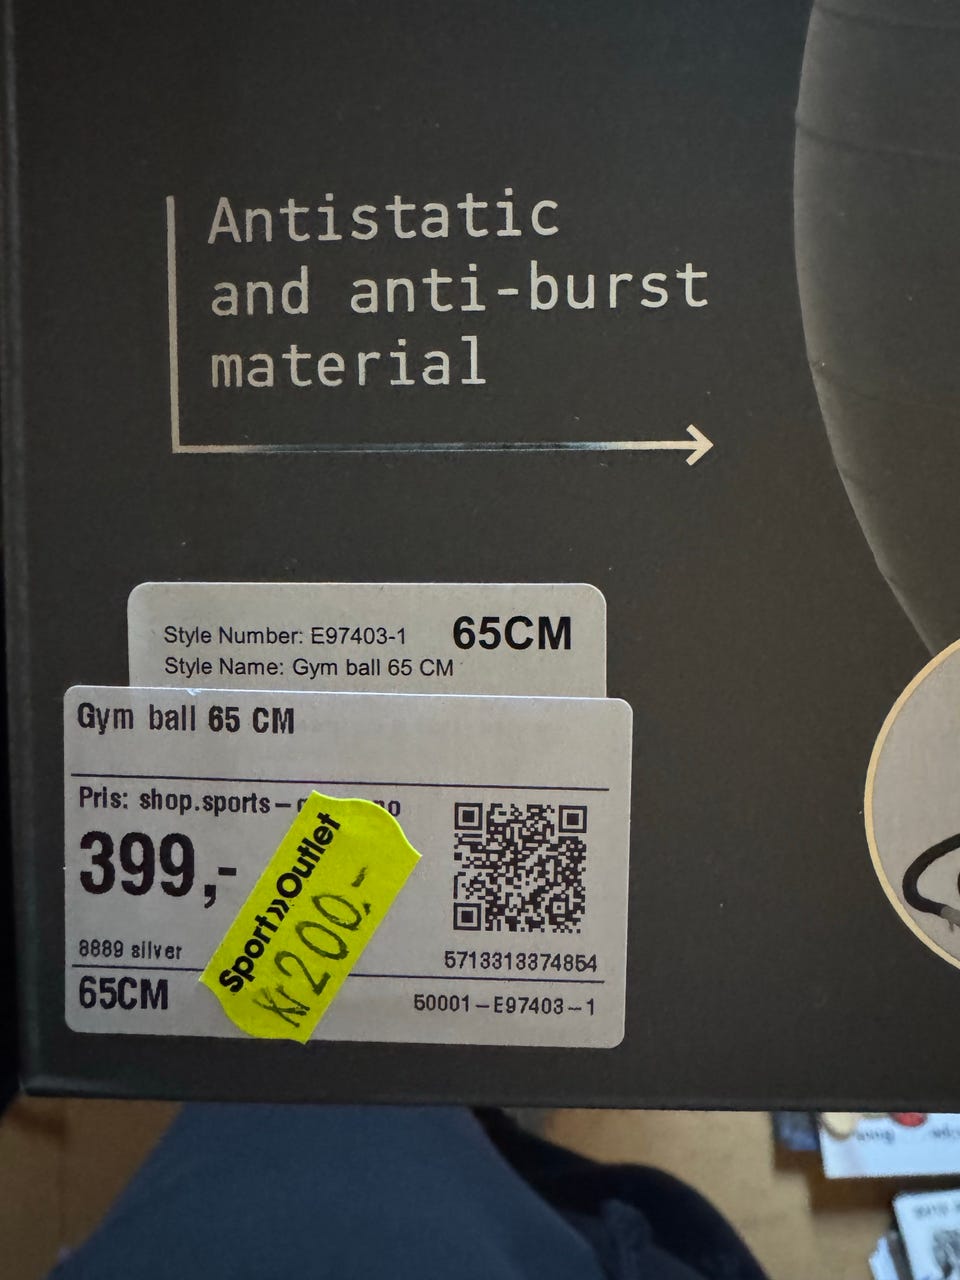 Antistatic
and anti-burst
material
Style Number: E97403-1
65CM
Style Name: Gym ball 65 CM
Gym ball 65 CM
Pris: shop.sports-
399,-
Sport»Outlet
Kr 200,-
8889 silver
5713313374854
65CM
50001-E97403-1